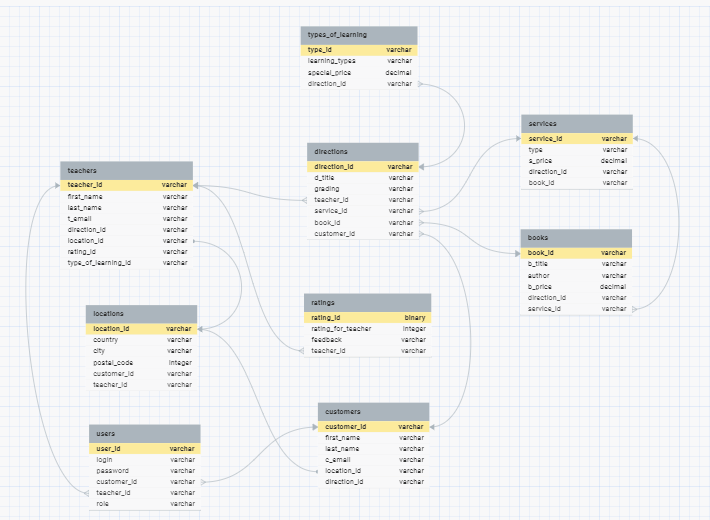 types_of_learning
type_id varchar
learning_types varchar
special_price decimal
direction_id varchar
services
service_id varchar
type varchar
s_price decimal
direction_id varchar
book_id varchar
directions
direction_id varchar
d_title varchar
grading varchar
teacher_id varchar
service_id varchar
book_id varchar
customer_id varchar
teachers
teacher_id varchar
first_name varchar
last_name varchar
t_email varchar
direction_id varchar
location_id varchar
rating_id varchar
type_of_learning_id varchar
books
book_id varchar
b_title varchar
author varchar
b_price decimal
direction_id varchar
service_id varchar
ratings
rating_id binary
rating_for_teacher integer
feedback varchar
teacher_id varchar
locations
location_id varchar
country varchar
city varchar
postal_code integer
customer_id varchar
teacher_id varchar
customers
customer_id varchar
first_name varchar
last_name varchar
c_email varchar
location_id varchar
direction_id varchar
users
user_id varchar
login varchar
password varchar
customer_id varchar
teacher_id varchar
role varchar